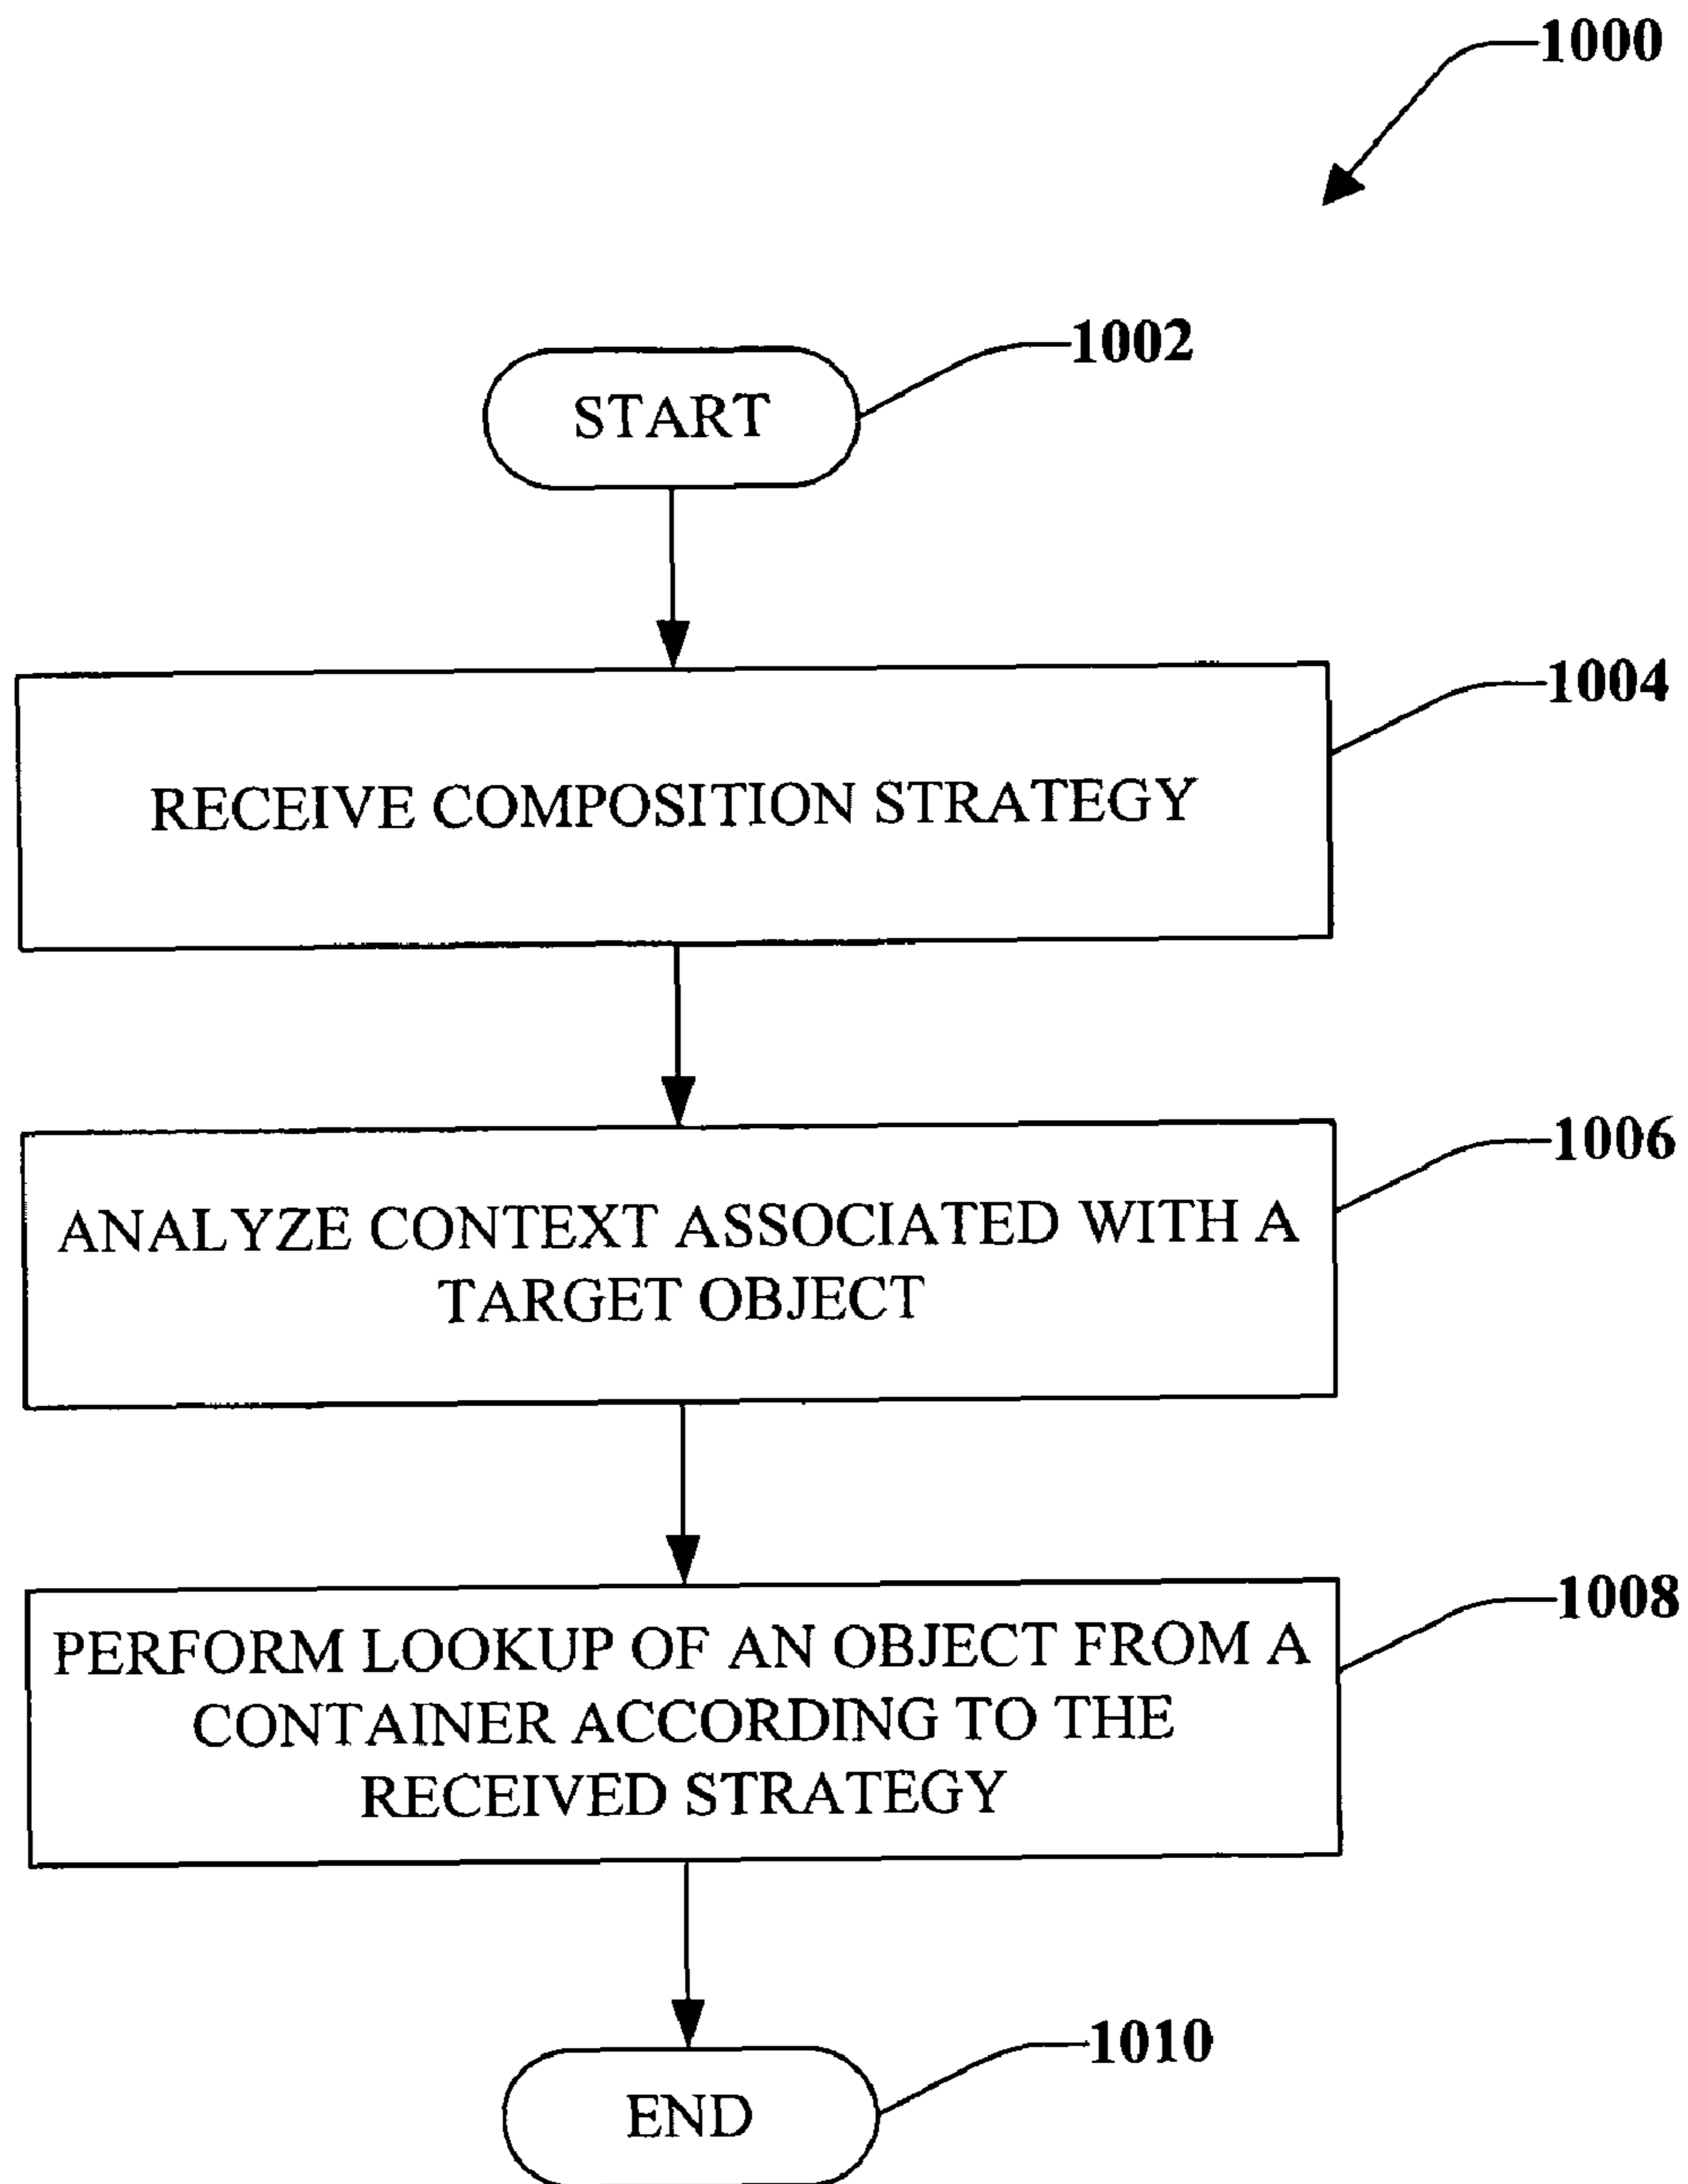 1000
1002
START
1004
RECEIVE COMPOSITION STRATEGY
1006
ANALYZE CONTEXT ASSOCIATED WITH A
TARGET OBJECT
1008
PERFORM LOOKUP OF AN OBJECT FROM A
CONTAINER ACCORDING TO THE
RECEIVED STRATEGY
1010
END